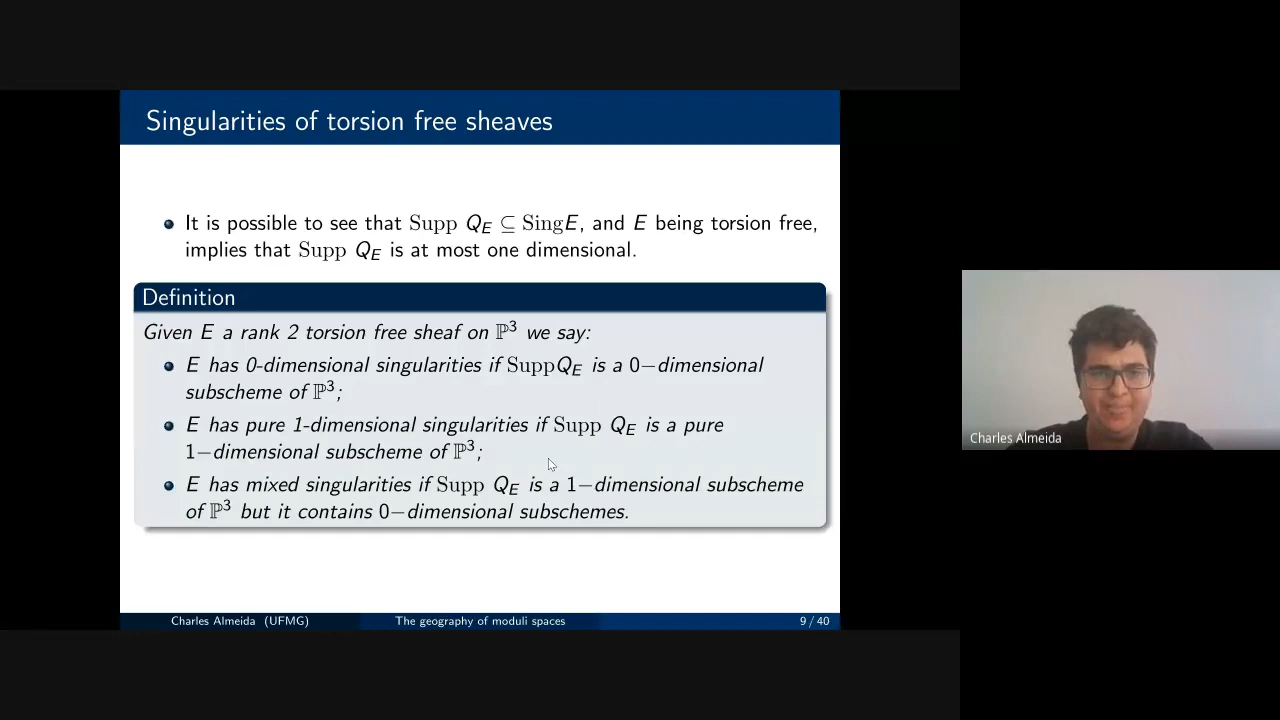 Singularities of torsion free sheaves
It is possible to see that Supp Q_E ⊆ SingE, and E being torsion free,
implies that Supp Q_E is at most one dimensional.
Definition
Given E a rank 2 torsion free sheaf on ℙ³ we say:
E has 0-dimensional singularities if SuppQ_E is a 0−dimensional
subscheme of ℙ³;
E has pure 1-dimensional singularities if Supp Q_E is a pure
1−dimensional subscheme of ℙ³;
E has mixed singularities if Supp Q_E is a 1−dimensional subscheme
of ℙ³ but it contains 0−dimensional subschemes.
Charles Almeida (UFMG) The geography of moduli spaces 9 / 40
Charles Almeida